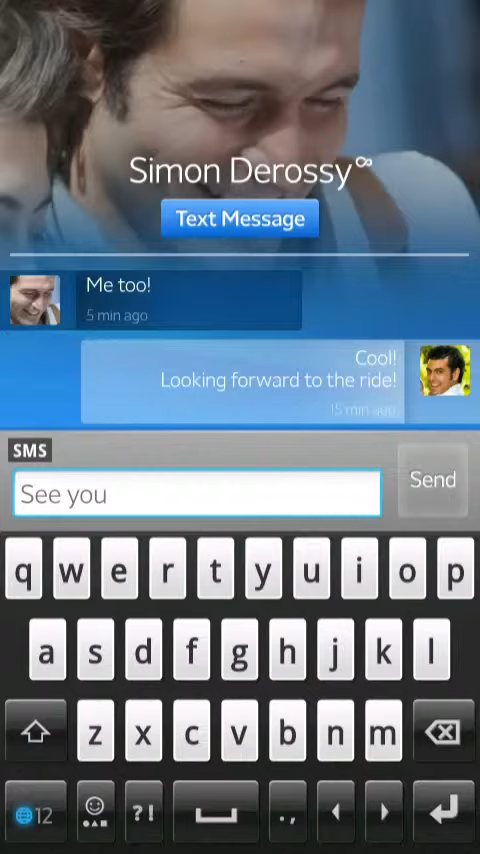 Simon Derossy∞
Text Message
Me too!
5 min ago
Cool!
Looking forward to the ride!
15 min ago
SMS
See you
Send
q w e r t y u i o p
a s d f g h j k l
z x c v b n m
12 ?! .,